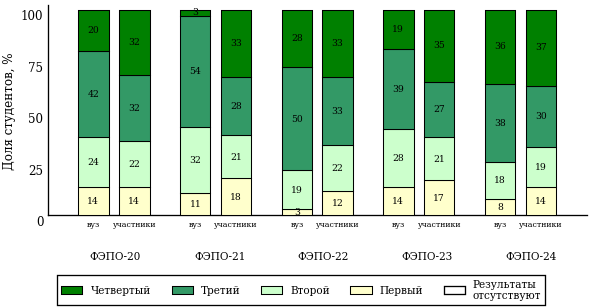 Доля студентов, %
100
75
50
25
0
20 32 3 33 28 33 19 35 36 37
42 32 54 28 50 33 39 27 38 30
24 22 32 21 19 22 28 21 18 19
14 14 11 18 3 12 14 17 8 14
вуз участники вуз участники вуз участники вуз участники вуз участники
ФЭПО-20 ФЭПО-21 ФЭПО-22 ФЭПО-23 ФЭПО-24
Четвертый Третий Второй Первый Результаты
отсутствуют